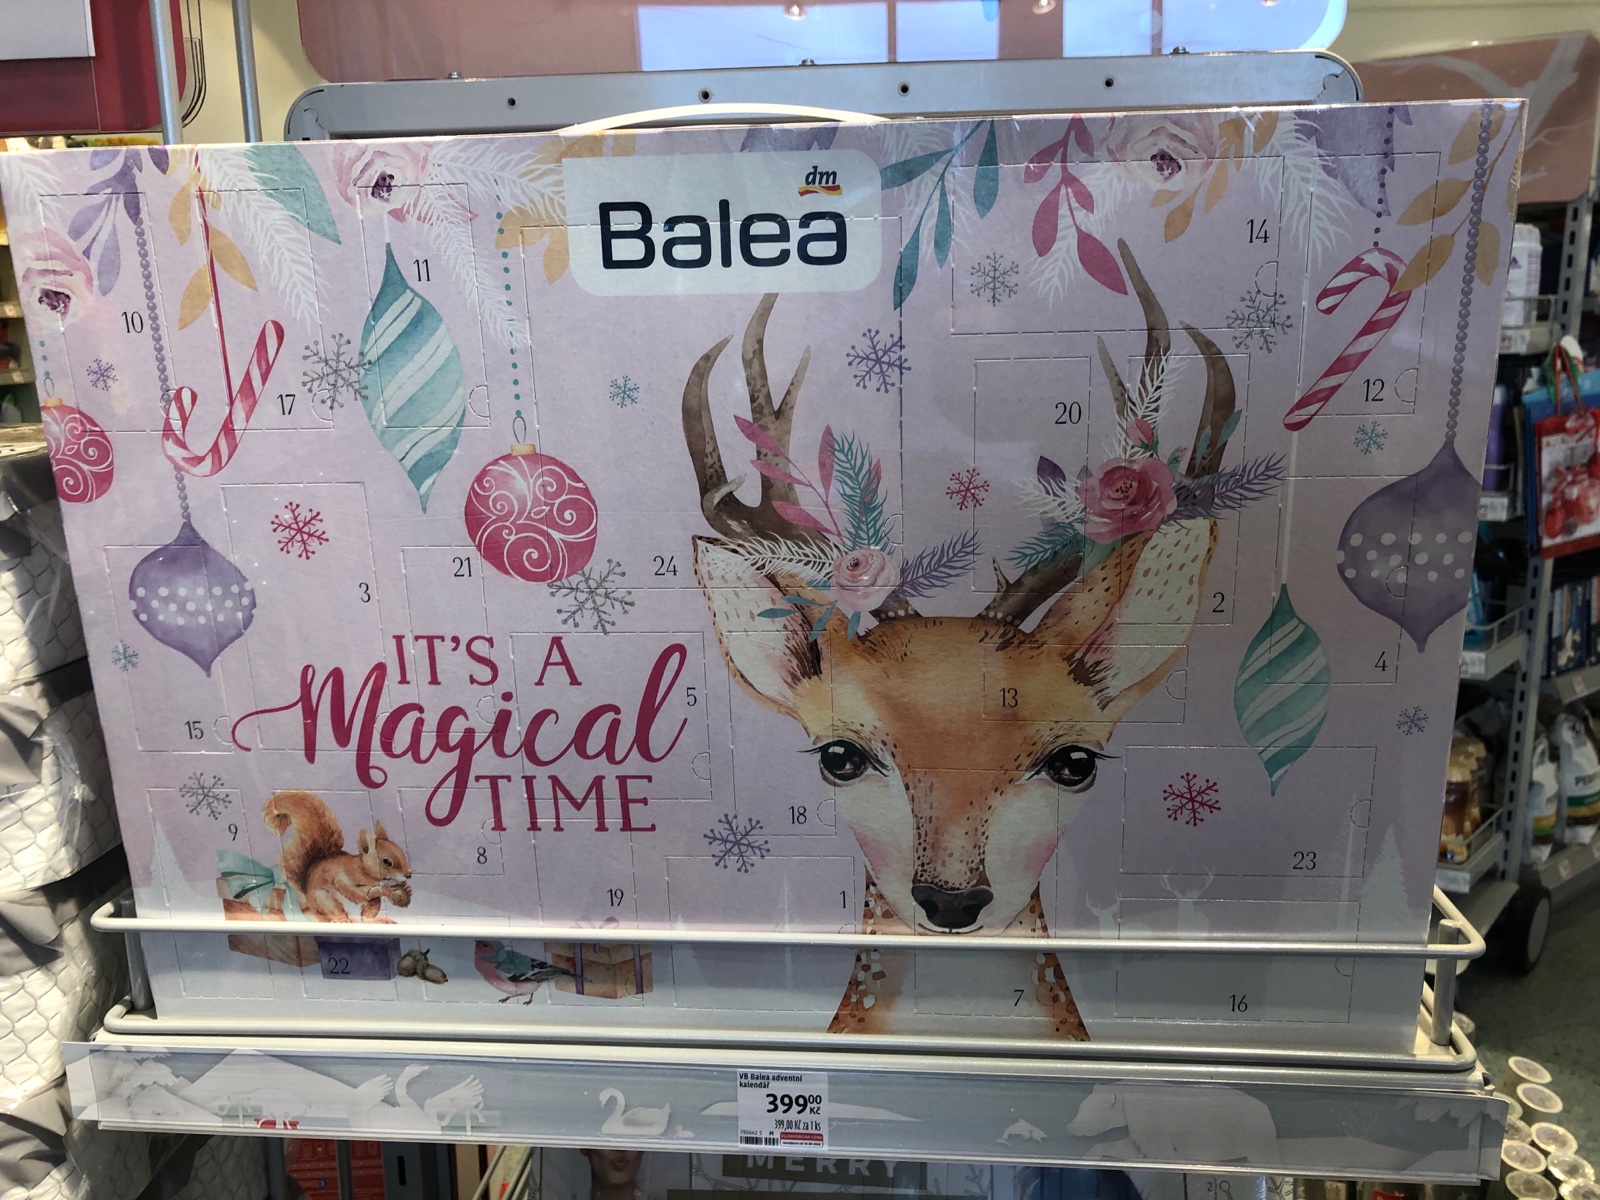 dm
Balea
14
11
10
12
17
20
21
24
3
2
4
IT'S A
Magical
TIME
5
13
15
18
9
8
23
19
1
22
7
16
VB Balea adventní
kalendář
399 00
Kč
399,00 Kč za 1 ks
MERRY